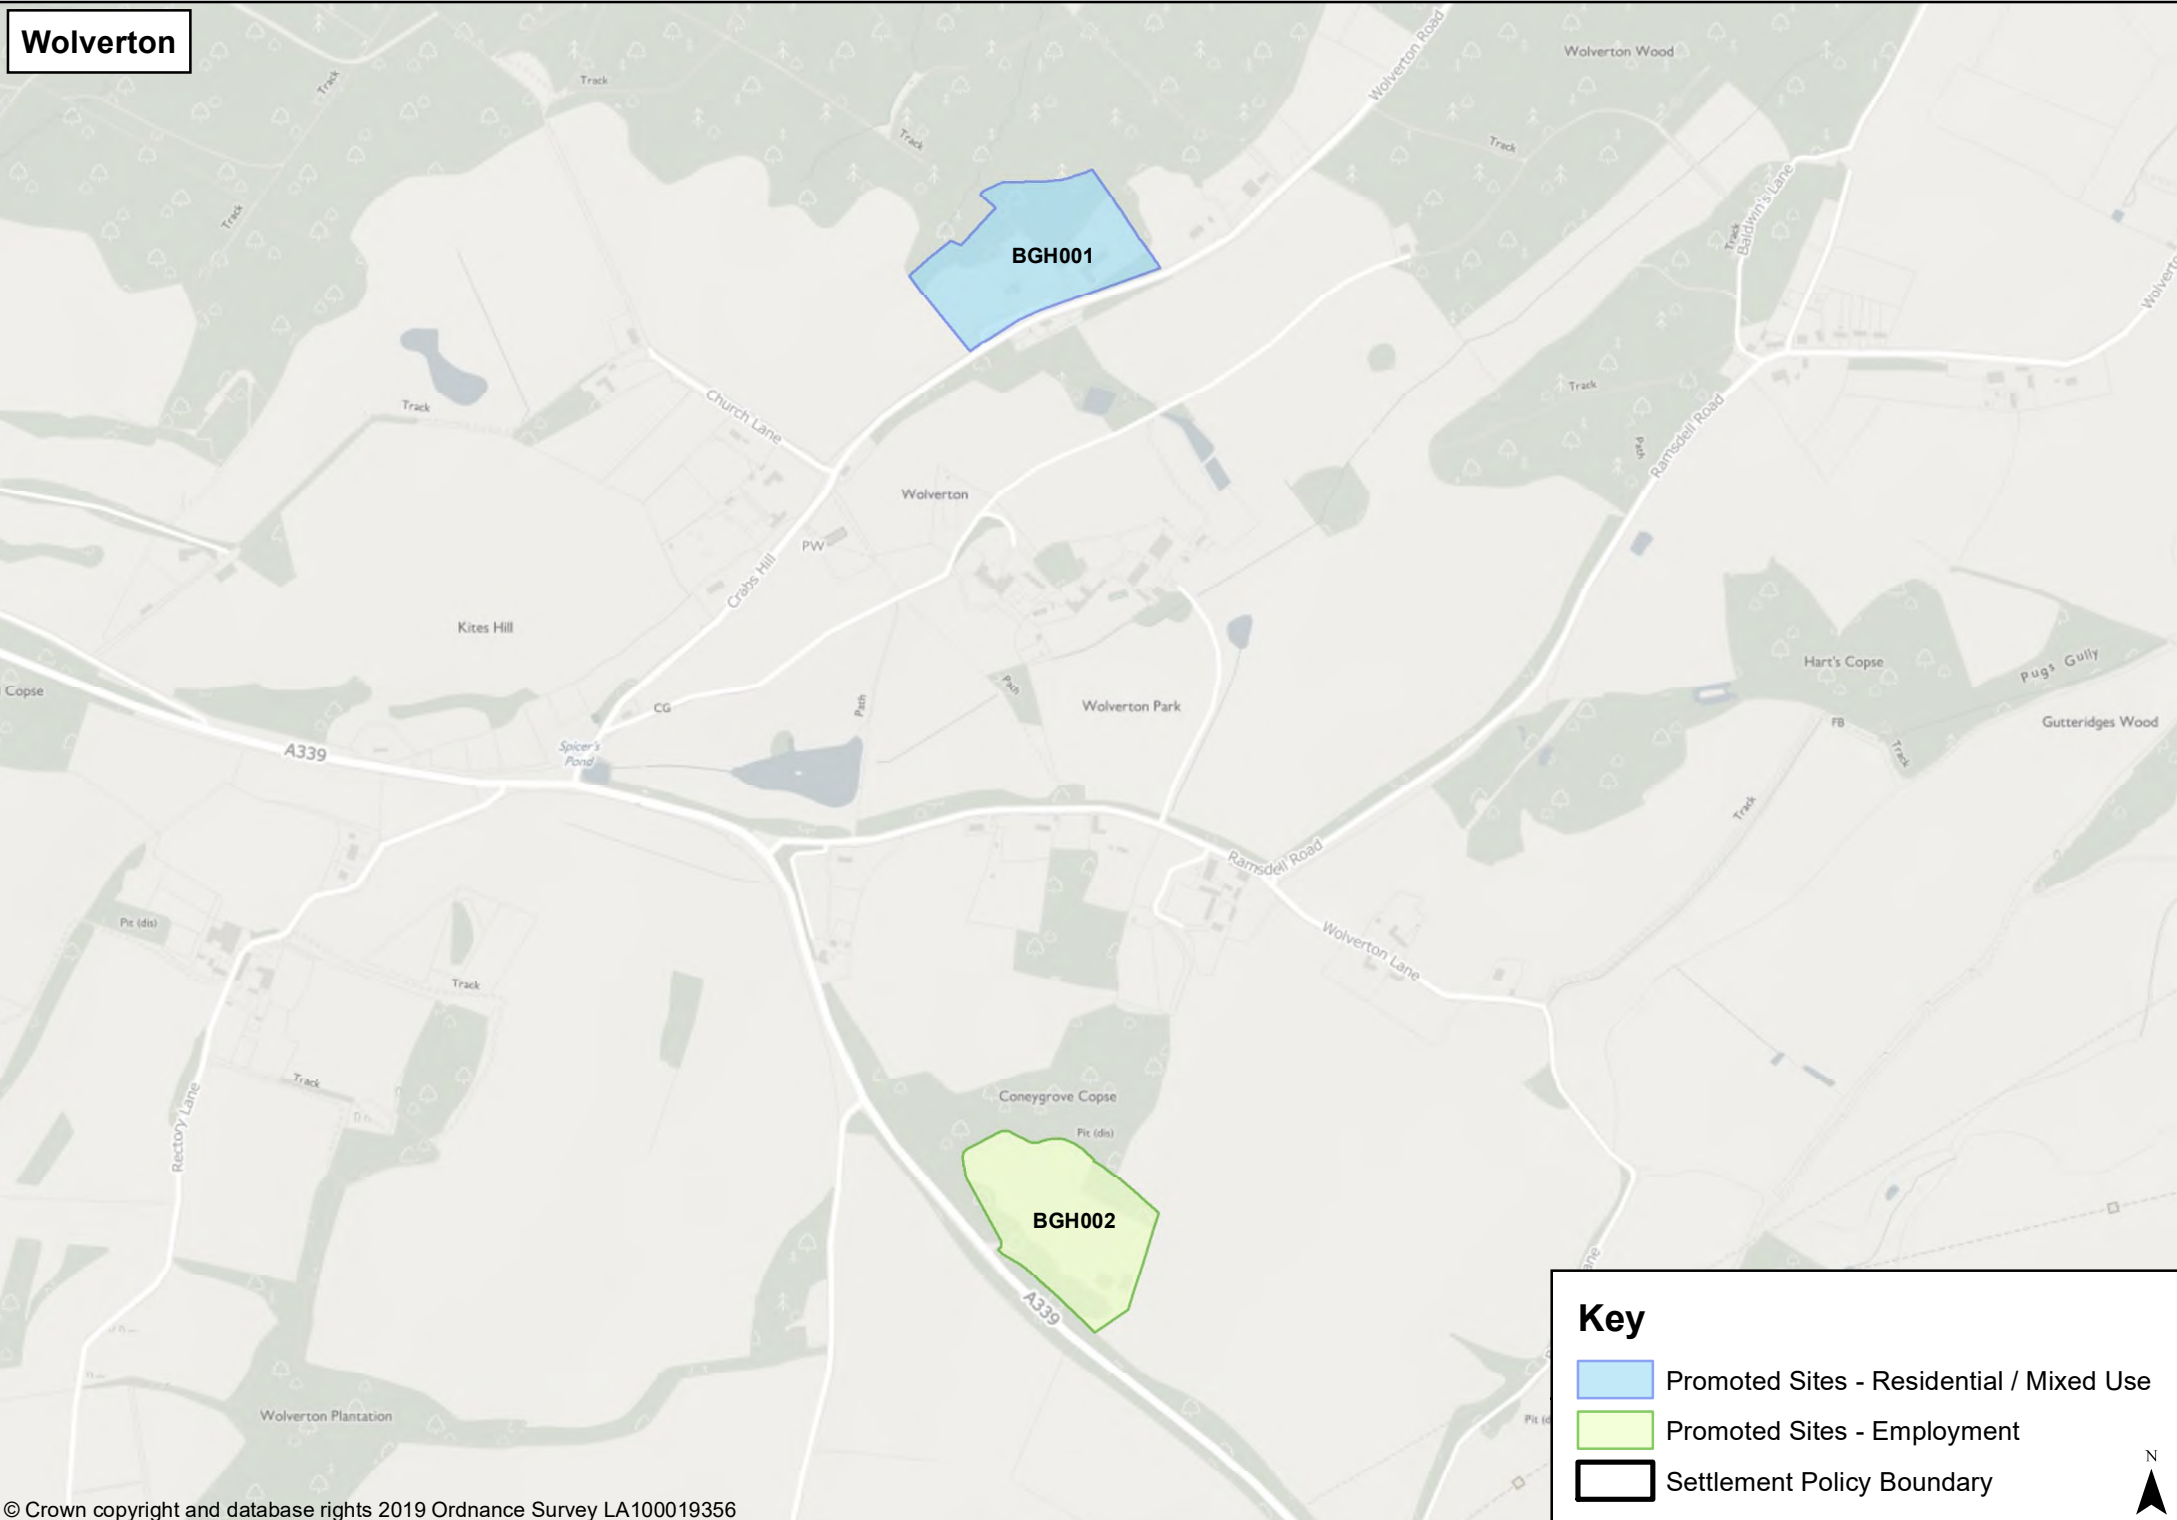 Wolverton
Wolverton Road
Wolverton Wood
Track
Track
Track
Track
Track
Baldwin's Lane
Track
BGH001
Wolverto
Track
Church Lane
Track
Path
Ramsdell Road
Wolverton
PW
Crabs Hill
Kites Hill
Hart's Copse
Pugs Gully
Copse
CG
Path
Path
Wolverton Park
FB
Gutteridges Wood
A339
Spicer's
Pond
Track
Track
Ramsdell Road
Pit (dis)
Wolverton Lane
Track
Track
Rectory Lane
Coneygrove Copse
Pit (dis)
BGH002
A339
ane
Wolverton Plantation
Pit (d
Key
Promoted Sites - Residential / Mixed Use
Promoted Sites - Employment
Settlement Policy Boundary
N
© Crown copyright and database rights 2019 Ordnance Survey LA100019356